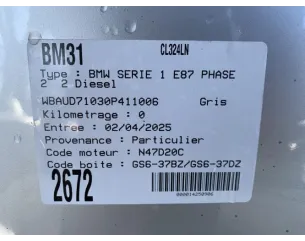 BM31 CL324LN
Type : BMW SERIE 1 E87 PHASE
2 2 Diesel
WBAUD71030P411006 Gris
Kilometrage : 0
Entree : 02/04/2025
Provenance : Particulier
Code moteur : N47D20C
Code boite : GS6-37BZ/GS6-37DZ
2672